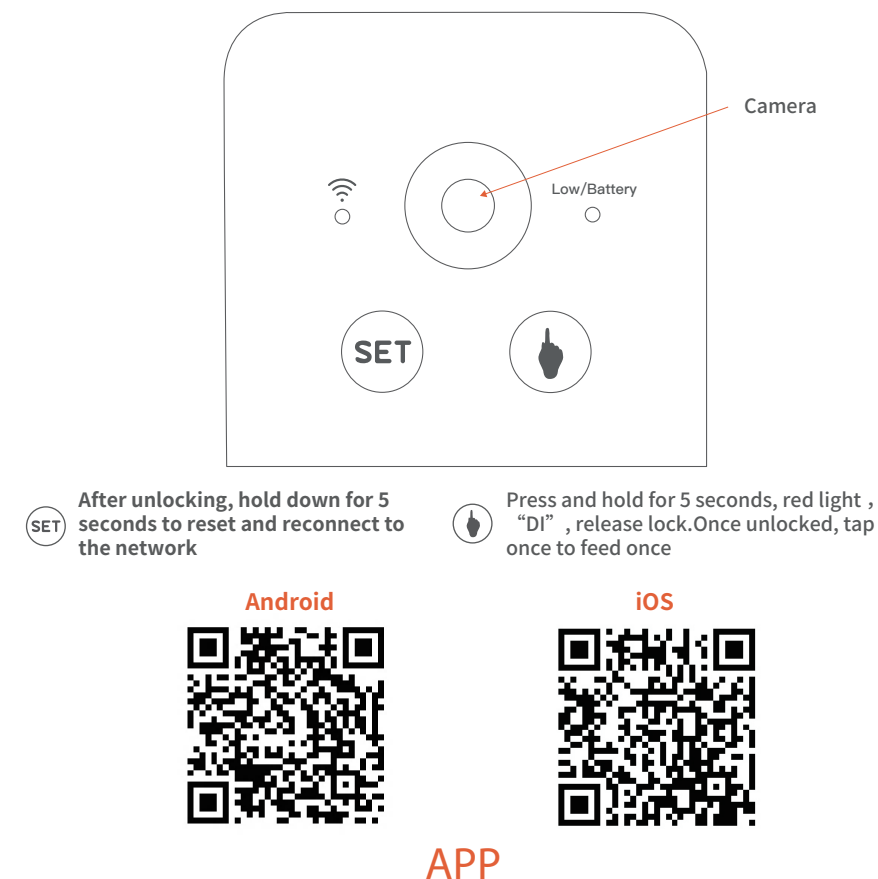 Camera
Low/Battery
SET
SET
After unlocking, hold down for 5
seconds to reset and reconnect to
the network
Press and hold for 5 seconds, red light ，
“DI”，release lock.Once unlocked, tap
once to feed once
Android
iOS
APP